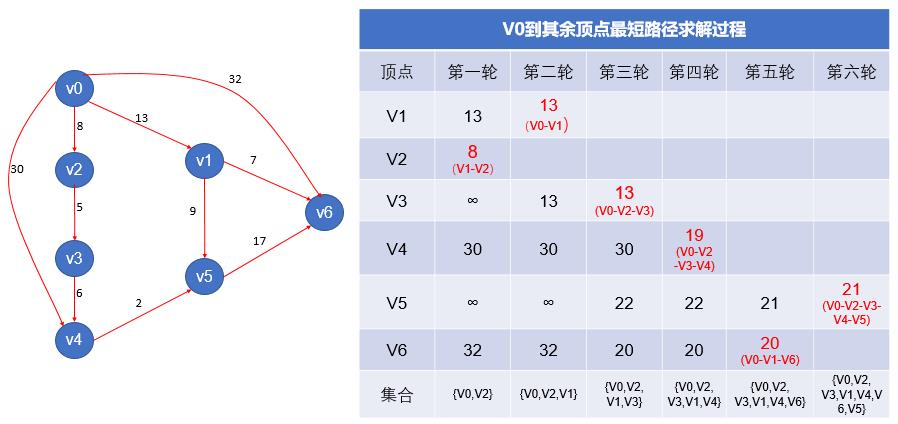 32
v0
8
13
30
v2
v1
7
5
9
v6
v3
17
6
v5
2
v4
V0到其余顶点最短路径求解过程
顶点 第一轮 第二轮 第三轮 第四轮 第五轮 第六轮
V1 13 13
(V0-V1)
V2 8
(V1-V2)
V3 ∞ 13 13
(V0-V2-V3)
V4 30 30 30 19
(V0-V2
-V3-V4)
V5 ∞ ∞ 22 22 21 21
(V0-V2-V3-
V4-V5)
V6 32 32 20 20 20
(V0-V1-V6)
集合 {V0,V2} {V0,V2,V1} {V0,V2, {V0,V2, {V0,V2, {V0,V2,
V1,V3} V3,V1,V4} V3,V1,V4,V6} V3,V1,V4,V
6,V5}